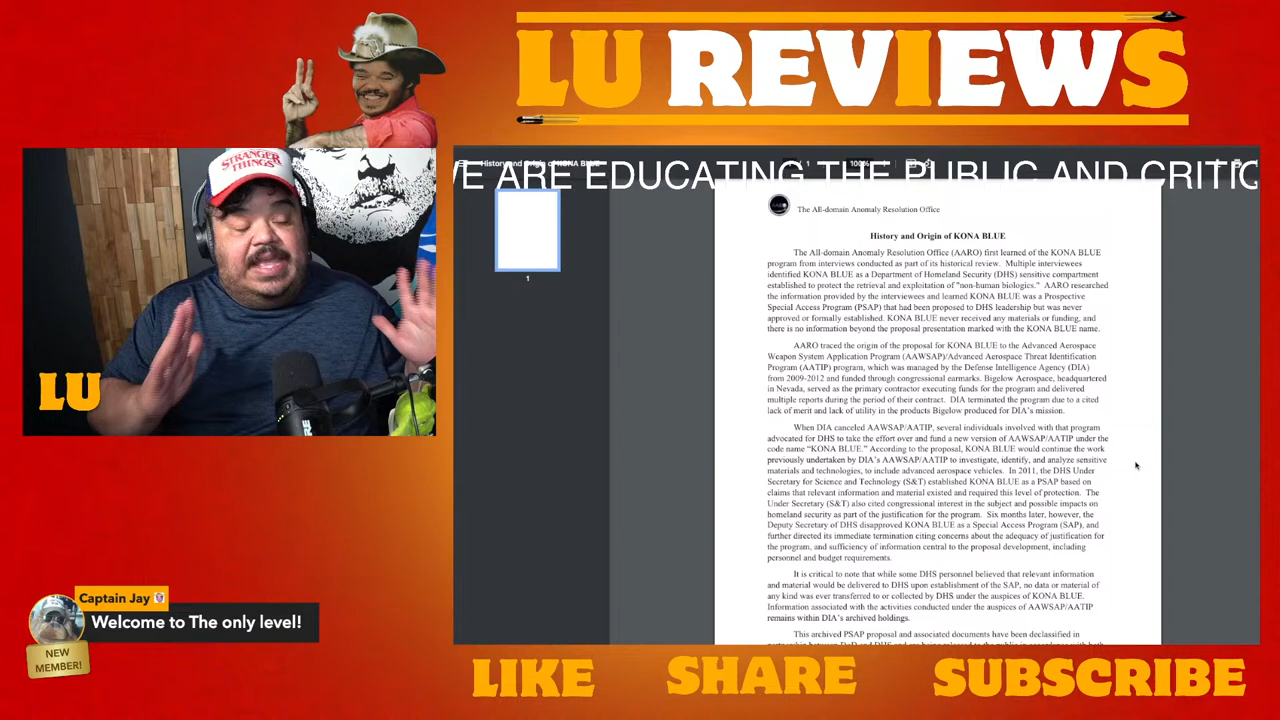 LU REVIEWS
STRANGER THINGS
LU
History and Origin of KONA BLUE
/ 1
100%
E ARE EDUCATING THE PUBLIC AND CRITIC
1
The All-domain Anomaly Resolution Office
History and Origin of KONA BLUE
The All-domain Anomaly Resolution Office (AARO) first learned of the KONA BLUE
program from interviews conducted as part of its historical review. Multiple interviewees
identified KONA BLUE as a Department of Homeland Security (DHS) sensitive compartment
established to protect the retrieval and exploitation of "non-human biologics." AARO researched
the information provided by the interviewees and learned KONA BLUE was a Prospective
Special Access Program (PSAP) that had been proposed to DHS leadership but was never
approved or formally established. KONA BLUE never received any materials or funding, and
there is no information beyond the proposal presentation marked with the KONA BLUE name.
AARO traced the origin of the proposal for KONA BLUE to the Advanced Aerospace
Weapon System Application Program (AAWSAP)/Advanced Aerospace Threat Identification
Program (AATIP) program, which was managed by the Defense Intelligence Agency (DIA)
from 2009-2012 and funded through congressional earmarks. Bigelow Aerospace, headquartered
in Nevada, served as the primary contractor executing funds for the program and delivered
multiple reports during the period of their contract. DIA terminated the program due to a cited
lack of merit and lack of utility in the products Bigelow produced for DIA's mission.
When DIA canceled AAWSAP/AATIP, several individuals involved with that program
advocated for DHS to take the effort over and fund a new version of AAWSAP/AATIP under the
code name "KONA BLUE." According to the proposal, KONA BLUE would continue the work
previously undertaken by DIA's AAWSAP/AATIP to investigate, identify, and analyze sensitive
materials and technologies, to include advanced aerospace vehicles. In 2011, the DHS Under
Secretary for Science and Technology (S&T) established KONA BLUE as a PSAP based on
claims that relevant information and material existed and required this level of protection. The
Under Secretary (S&T) also cited congressional interest in the subject and possible impacts on
homeland security as part of the justification for the program. Six months later, however, the
Deputy Secretary of DHS disapproved KONA BLUE as a Special Access Program (SAP), and
further directed its immediate termination citing concerns about the adequacy of justification for
the program, and sufficiency of information central to the proposal development, including
personnel and budget requirements.
It is critical to note that while some DHS personnel believed that relevant information
and material would be delivered to DHS upon establishment of the SAP, no data or material of
any kind was ever transferred to or collected by DHS under the auspices of KONA BLUE.
Information associated with the activities conducted under the auspices of AAWSAP/AATIP
remains within DIA's archived holdings.
This archived PSAP proposal and associated documents have been declassified in
Captain Jay
Welcome to The only level!
NEW
MEMBER!
LIKE SHARE SUBSCRIBE